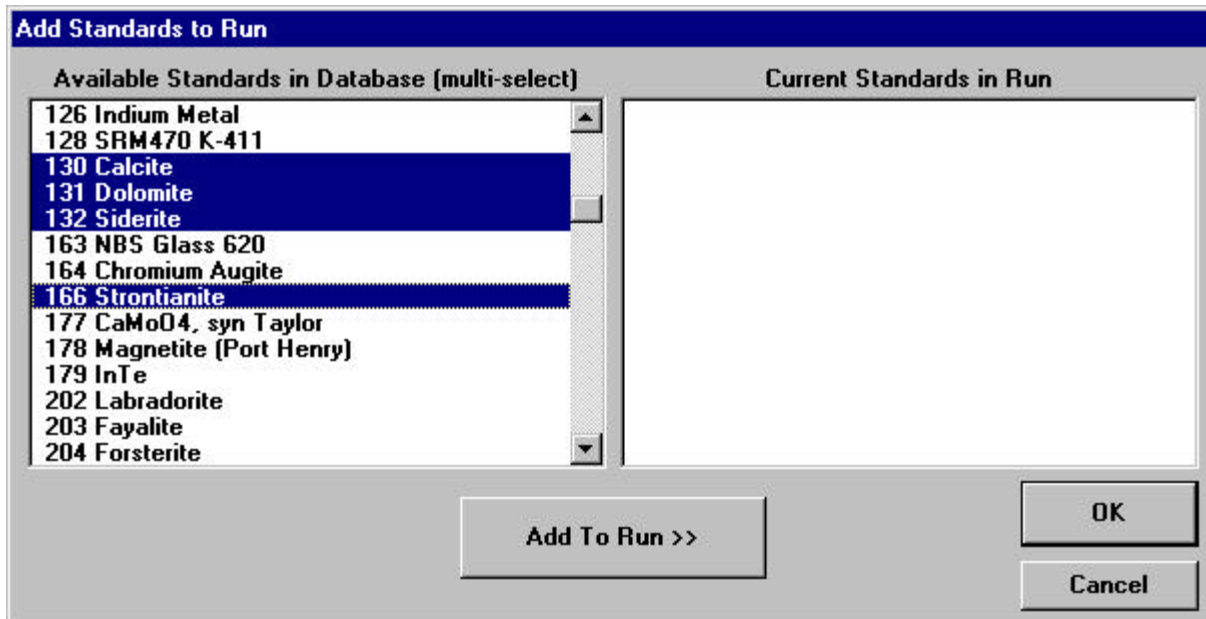 Add Standards to Run
Available Standards in Database (multi-select)
Current Standards in Run
126 Indium Metal
128 SRM470 K-411
130 Calcite
131 Dolomite
132 Siderite
163 NBS Glass 620
164 Chromium Augite
166 Strontianite
177 CaMoO4, syn Taylor
178 Magnetite (Port Henry)
179 InTe
202 Labradorite
203 Fayalite
204 Forsterite
Add To Run >>
OK
Cancel